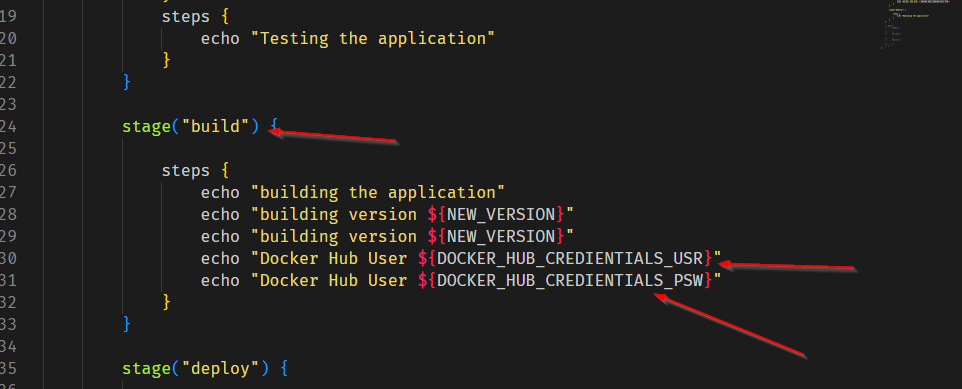 19 steps {
20 echo "Testing the application"
21 }
22 }
23
24 stage("build") {
25
26 steps {
27 echo "building the application"
28 echo "building version ${NEW_VERSION}"
29 echo "building version ${NEW_VERSION}"
30 echo "Docker Hub User ${DOCKER_HUB_CREDIENTIALS_USR}"
31 echo "Docker Hub User ${DOCKER_HUB_CREDIENTIALS_PSW}"
32 }
33 }
34
35 stage("deploy") {
36